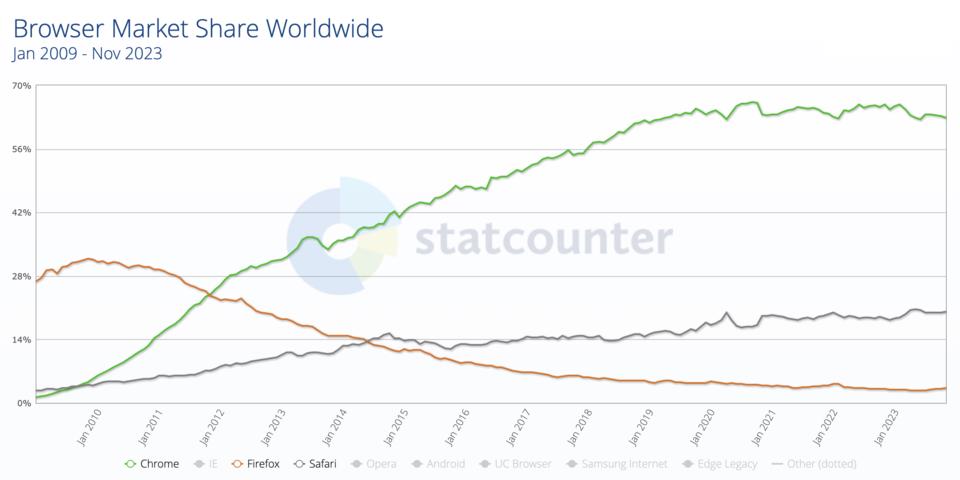 Browser Market Share Worldwide
Jan 2009 - Nov 2023
70%
56%
42%
28%
14%
0%
statcounter
Jan 2010
Jan 2011
Jan 2012
Jan 2013
Jan 2014
Jan 2015
Jan 2016
Jan 2017
Jan 2018
Jan 2019
Jan 2020
Jan 2021
Jan 2022
Jan 2023
Chrome IE Firefox Safari Opera Android UC Browser Samsung Internet Edge Legacy Other (dotted)